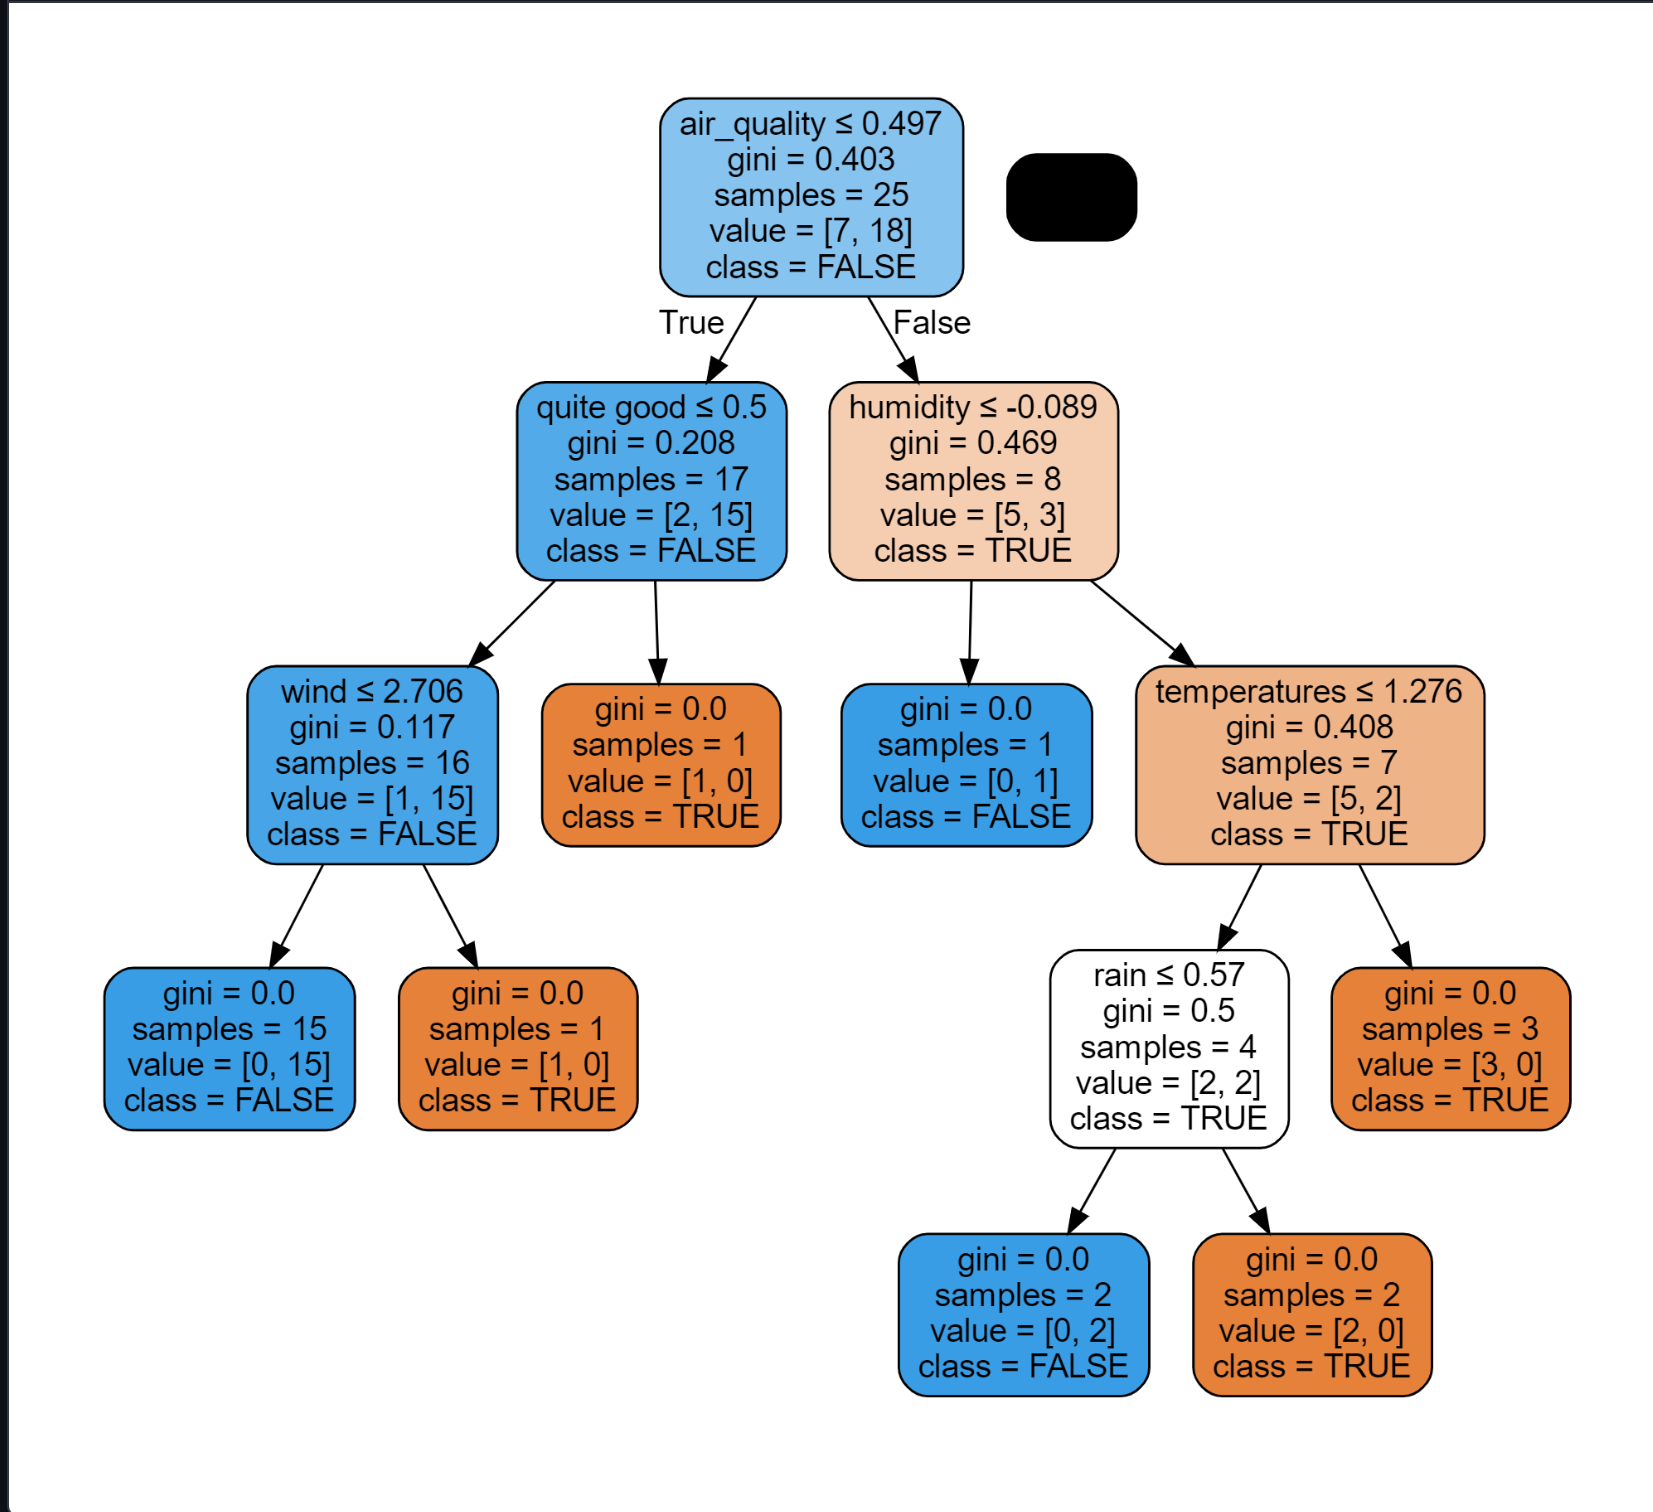 air_quality ≤ 0.497
gini = 0.403
samples = 25
value = [7, 18]
class = FALSE
True
False
quite good ≤ 0.5
gini = 0.208
samples = 17
value = [2, 15]
class = FALSE
humidity ≤ -0.089
gini = 0.469
samples = 8
value = [5, 3]
class = TRUE
wind ≤ 2.706
gini = 0.117
samples = 16
value = [1, 15]
class = FALSE
gini = 0.0
samples = 1
value = [1, 0]
class = TRUE
gini = 0.0
samples = 1
value = [0, 1]
class = FALSE
temperatures ≤ 1.276
gini = 0.408
samples = 7
value = [5, 2]
class = TRUE
gini = 0.0
samples = 15
value = [0, 15]
class = FALSE
gini = 0.0
samples = 1
value = [1, 0]
class = TRUE
rain ≤ 0.57
gini = 0.5
samples = 4
value = [2, 2]
class = TRUE
gini = 0.0
samples = 3
value = [3, 0]
class = TRUE
gini = 0.0
samples = 2
value = [0, 2]
class = FALSE
gini = 0.0
samples = 2
value = [2, 0]
class = TRUE